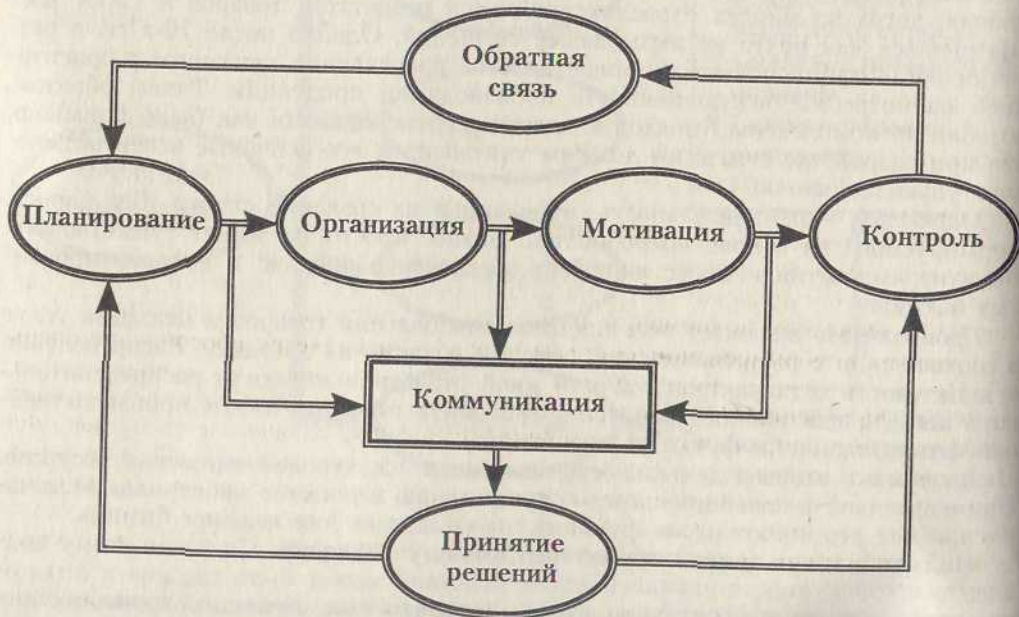 Обратная
связь
Планирование
Организация
Мотивация
Контроль
Коммуникация
Принятие
решений